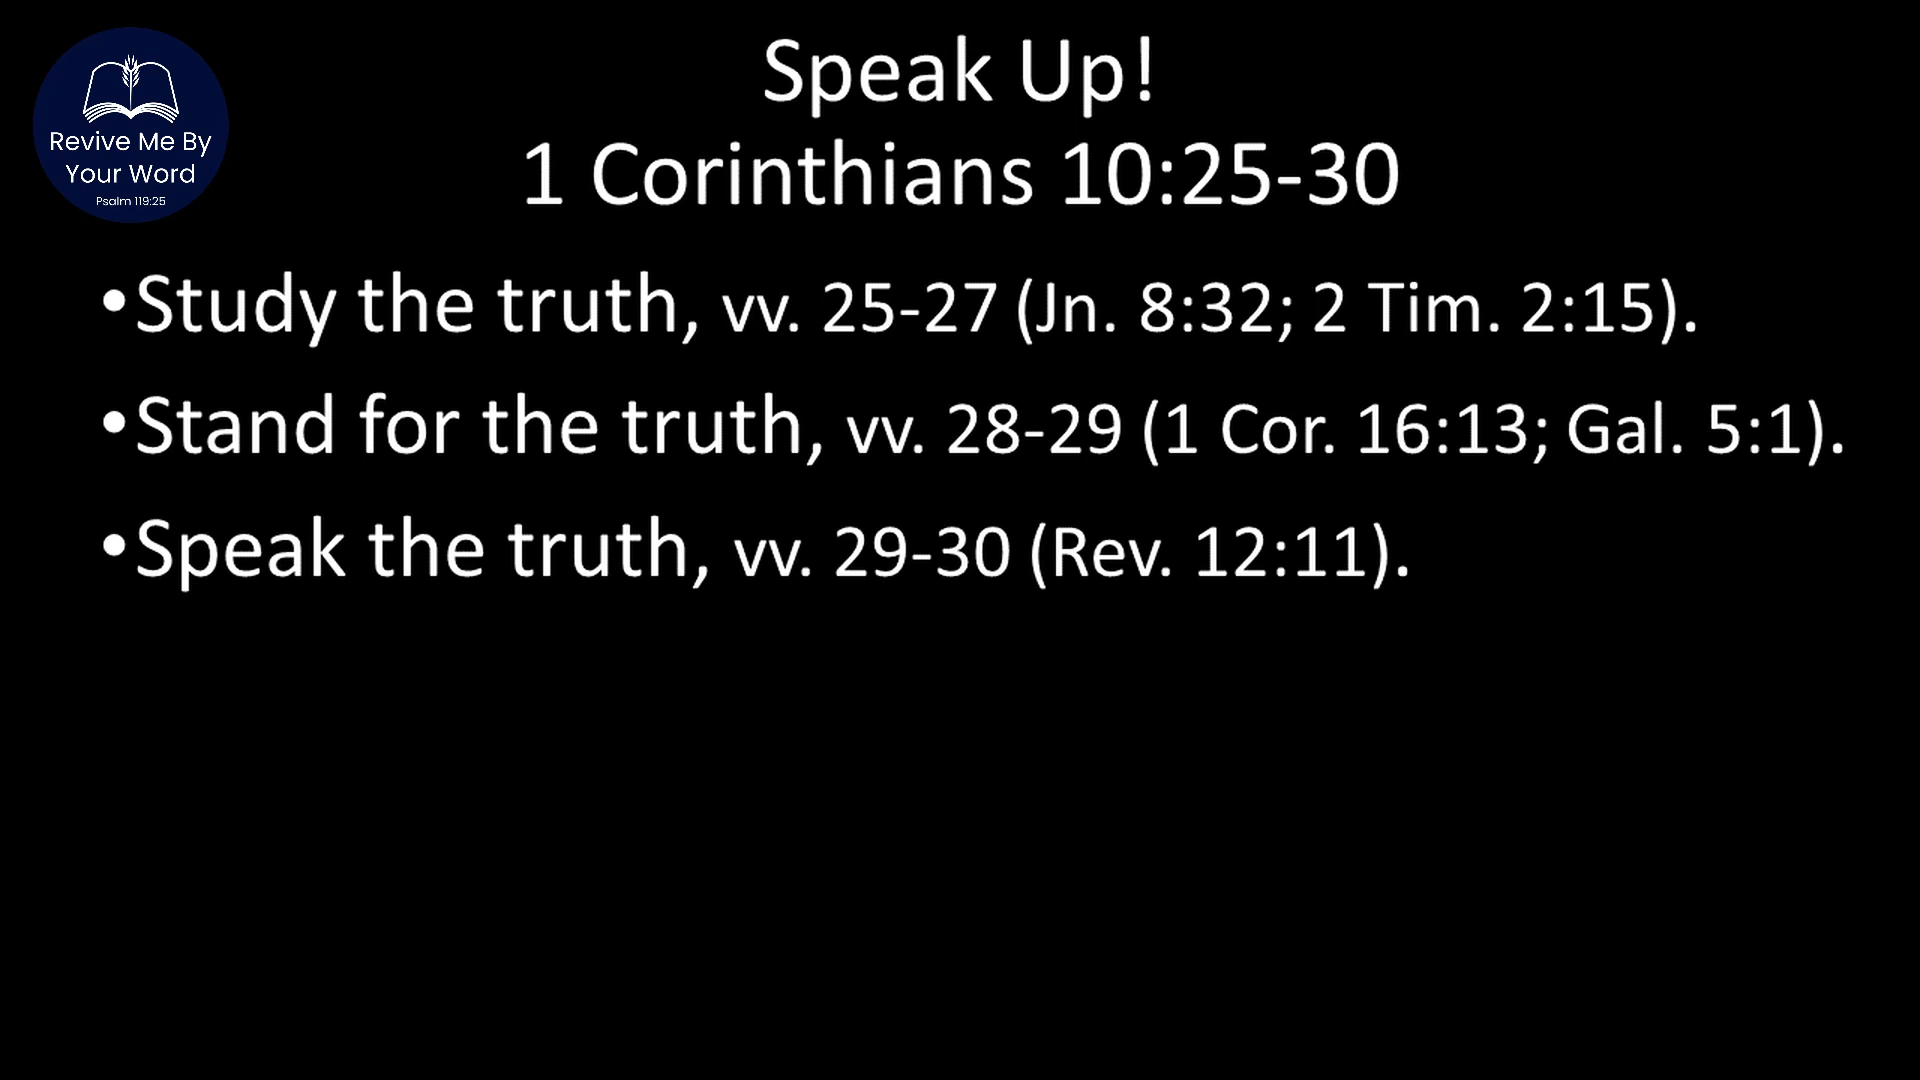 Revive Me By
Your Word
Psalm 119:25
Speak Up!
1 Corinthians 10:25-30
•Study the truth, vv. 25-27 (Jn. 8:32; 2 Tim. 2:15).
•Stand for the truth, vv. 28-29 (1 Cor. 16:13; Gal. 5:1).
•Speak the truth, vv. 29-30 (Rev. 12:11).